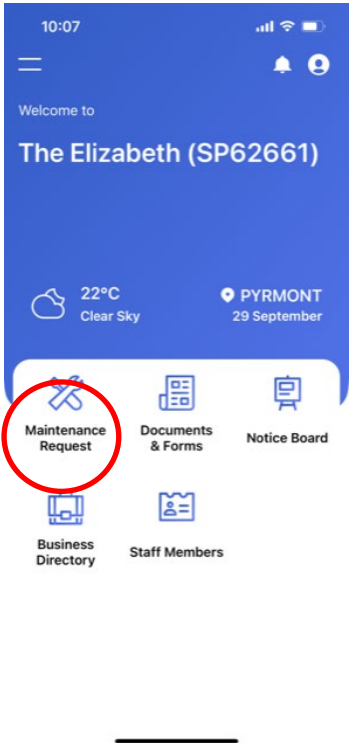 10:07
Welcome to
The Elizabeth (SP62661)
22°C
Clear Sky
PYRMONT
29 September
Maintenance
Request
Documents
& Forms
Notice Board
Business
Directory
Staff Members